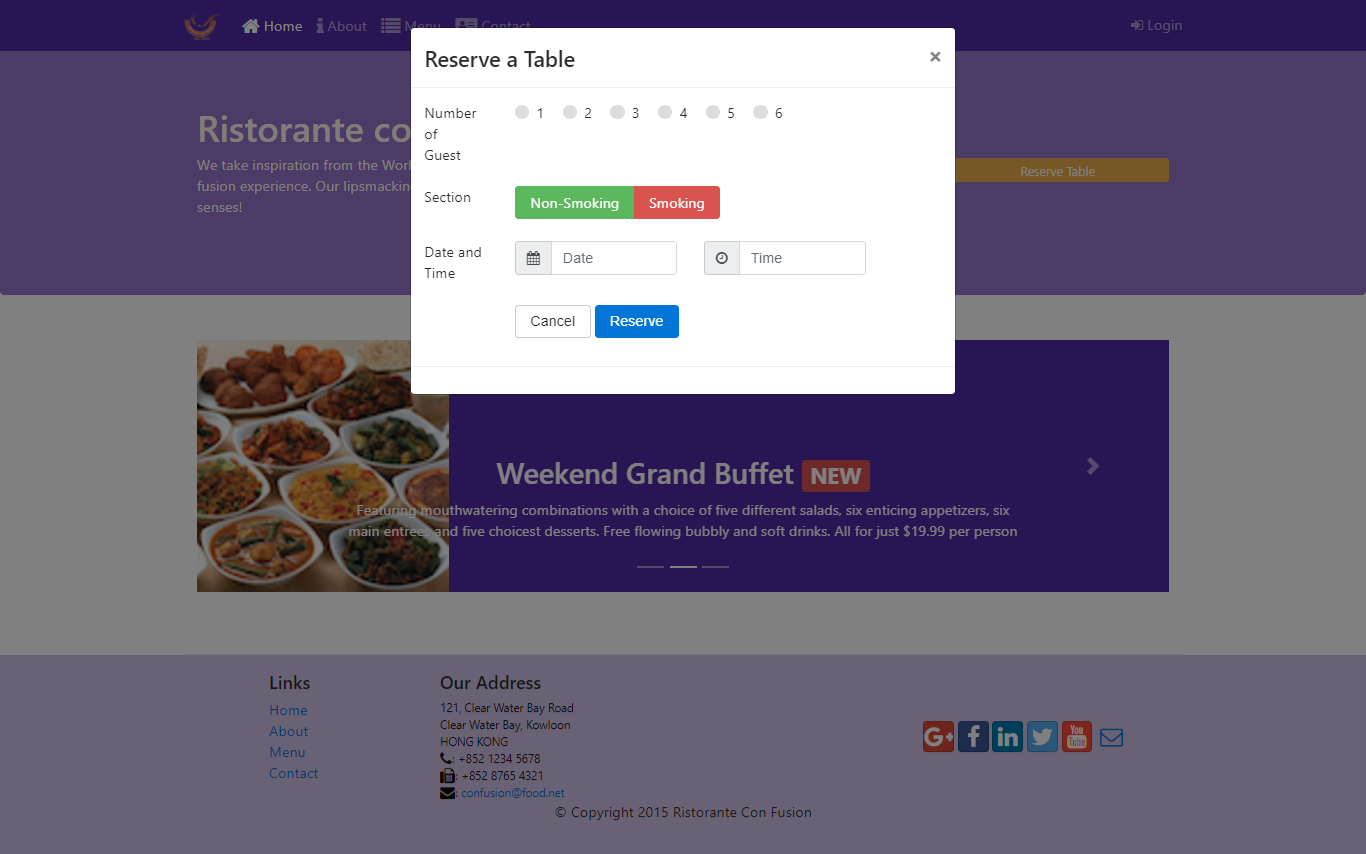 Home About Menu Contact Login
Reserve a Table ×
Number of Guest
1 2 3 4 5 6
Section
Non-Smoking Smoking
Date and Time
Date Time
Cancel Reserve
Ristorante co
We take inspiration from the Worl
fusion experience. Our lipsmacking
senses!
Reserve Table
Weekend Grand Buffet NEW
Featuring mouthwatering combinations with a choice of five different salads, six enticing appetizers, six
main entrees and five choicest desserts. Free flowing bubbly and soft drinks. All for just $19.99 per person
Links
Home
About
Menu
Contact
Our Address
121, Clear Water Bay Road
Clear Water Bay, Kowloon
HONG KONG
: +852 1234 5678
: +852 8765 4321
: confusion@food.net
G+ f in You Tube
© Copyright 2015 Ristorante Con Fusion